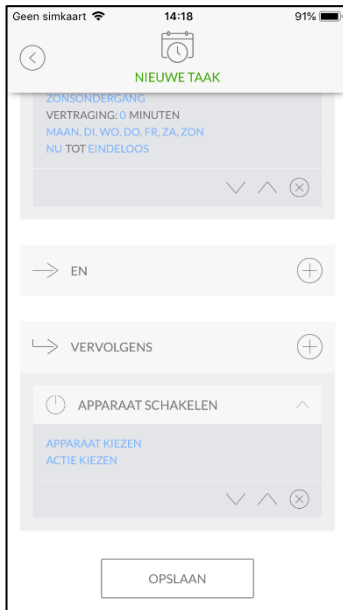 Geen simkaart 14:18 91%
NIEUWE TAAK
ZONSONDERGANG
VERTRAGING: 0 MINUTEN
MAAN, DI, WO, DO, FR, ZA, ZON
NU TOT EINDELOOS
EN
VERVOLGENS
APPARAAT SCHAKELEN
APPARAAT KIEZEN
ACTIE KIEZEN
OPSLAAN